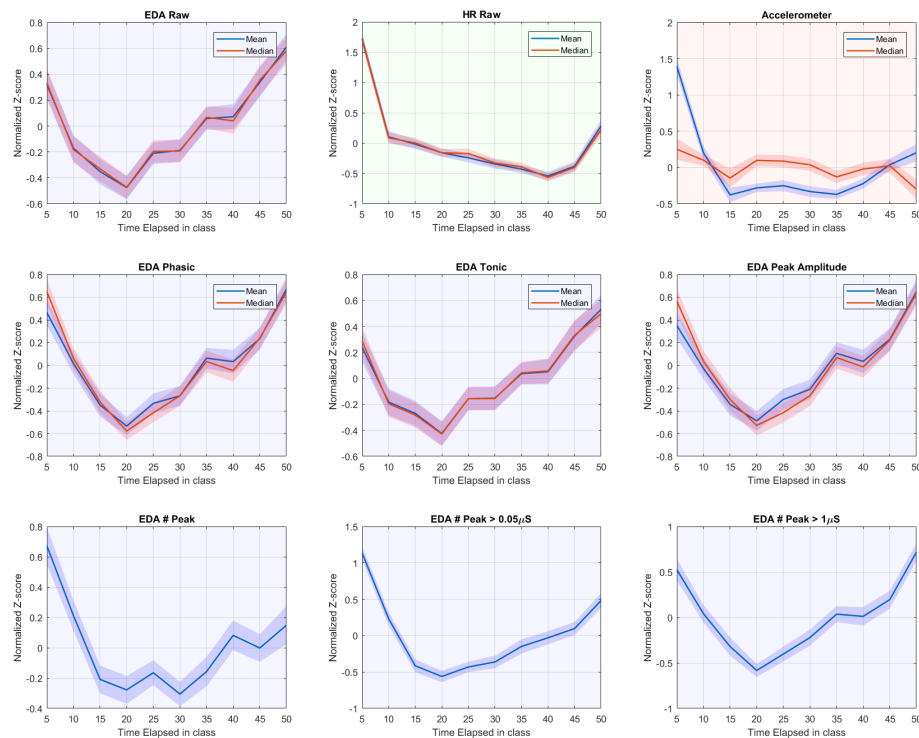 EDA Raw
Normalized Z-score
0.8
0.6
0.4
0.2
0
-0.2
-0.4
-0.6
Mean
Median
5 10 15 20 25 30 35 40 45 50
Time Elapsed in class
HR Raw
Normalized Z-score
2
1.5
1
0.5
0
-0.5
-1
Mean
Median
5 10 15 20 25 30 35 40 45 50
Time Elapsed in class
Accelerometer
Normalized Z-score
2
1.5
1
0.5
0
-0.5
Mean
Median
5 10 15 20 25 30 35 40 45 50
Time Elapsed in class
EDA Phasic
Normalized Z-score
0.8
0.6
0.4
0.2
0
-0.2
-0.4
-0.6
-0.8
Mean
Median
5 10 15 20 25 30 35 40 45 50
Time Elapsed in class
EDA Tonic
Normalized Z-score
0.8
0.6
0.4
0.2
0
-0.2
-0.4
-0.6
Mean
Median
5 10 15 20 25 30 35 40 45 50
Time Elapsed in class
EDA Peak Amplitude
Normalized Z-score
0.8
0.6
0.4
0.2
0
-0.2
-0.4
-0.6
-0.8
Mean
Median
5 10 15 20 25 30 35 40 45 50
Time Elapsed in class
EDA # Peak
Normalized Z-score
0.8
0.6
0.4
0.2
0
-0.2
-0.4
5 10 15 20 25 30 35 40 45 50
Time Elapsed in class
EDA # Peak > 0.05μS
Normalized Z-score
1.5
1
0.5
0
-0.5
-1
5 10 15 20 25 30 35 40 45 50
Time Elapsed in class
EDA # Peak > 1μS
Normalized Z-score
1
0.5
0
-0.5
-1
5 10 15 20 25 30 35 40 45 50
Time Elapsed in class